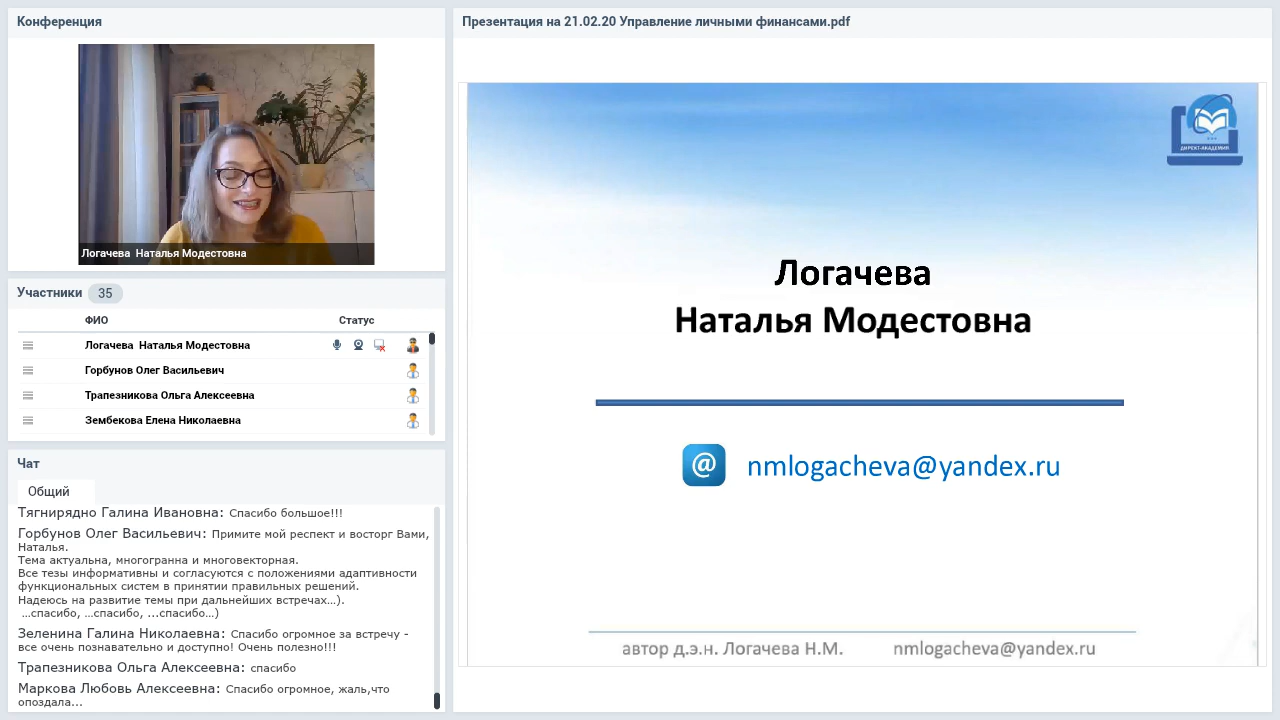 Конференция
Логачева  Наталья Модестовна
Участники 35
ФИО Статус
Логачева  Наталья Модестовна
Горбунов Олег Васильевич
Трапезникова Ольга Алексеевна
Зембекова Елена Николаевна
Чат
Общий
Тягнирядно Галина Ивановна: Спасибо большое!!!
Горбунов Олег Васильевич: Примите мой респект и восторг Вами,
Наталья.
Тема актуальна, многогранна и многовекторная.
Все тезы информативны и согласуются с положениями адаптивности
функциональных систем в принятии правильных решений.
Надеюсь на развитие темы при дальнейших встречах...).
...спасибо, ...спасибо, ...спасибо...)
Зеленина Галина Николаевна: Спасибо огромное за встречу -
все очень познавательно и доступно! Очень полезно!!!
Трапезникова Ольга Алексеевна: спасибо
Маркова Любовь Алексеевна: Спасибо огромное, жаль,что
опоздала...
Презентация на 21.02.20 Управление личными финансами.pdf
ДИРЕКТ-АКАДЕМИЯ
Логачева
Наталья Модестовна
@ nmlogacheva@yandex.ru
автор д.э.н. Логачева Н.М. nmlogacheva@yandex.ru